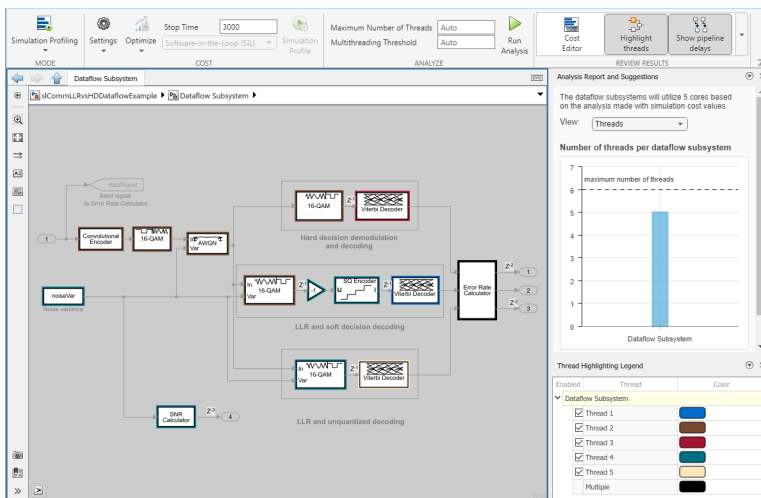 Simulation Profiling
MODE
Settings
Optimize
Stop Time 3000
Software-in-the-Loop (SIL)
Simulation
Profile
COST
Maximum Number of Threads Auto
Multithreading Threshold Auto
Run
Analysis
ANALYZE
Cost
Editor
Highlight
threads
Show pipeline
delays
REVIEW RESULTS
Dataflow Subsystem
slCommLLRvsHDDataflowExample Dataflow Subsystem
dataSignal
Send signal
to Error Rate Calculator
1
Convolutional
Encoder
16-QAM
In
AWGN
Var
16-QAM
Z-1
Viterbi Decoder
Hard decision demodulation
and decoding
noiseVar
Noise variance
In
16-QAM
Var
Z-1
-1
SQ Encoder
U I
Z-1
Viterbi Decoder
LLR and soft decision decoding
Error Rate
Calculator
Z-2
1
2
Z-2
3
In
16-QAM
Var
Z-1
Viterbi Decoder
LLR and unquantized decoding
SNR
Calculator
Z-3
4
Analysis Report and Suggestions
The dataflow subsystems will utilize 5 cores based
on the analysis made with simulation cost values.
View: Threads
Number of threads per dataflow subsystem
7
maximum number of threads
6
5
4
3
2
1
0
Dataflow Subsystem
Thread Highlighting Legend
Enabled Thread Color
Dataflow Subsystem
Thread 1
Thread 2
Thread 3
Thread 4
Thread 5
Multiple